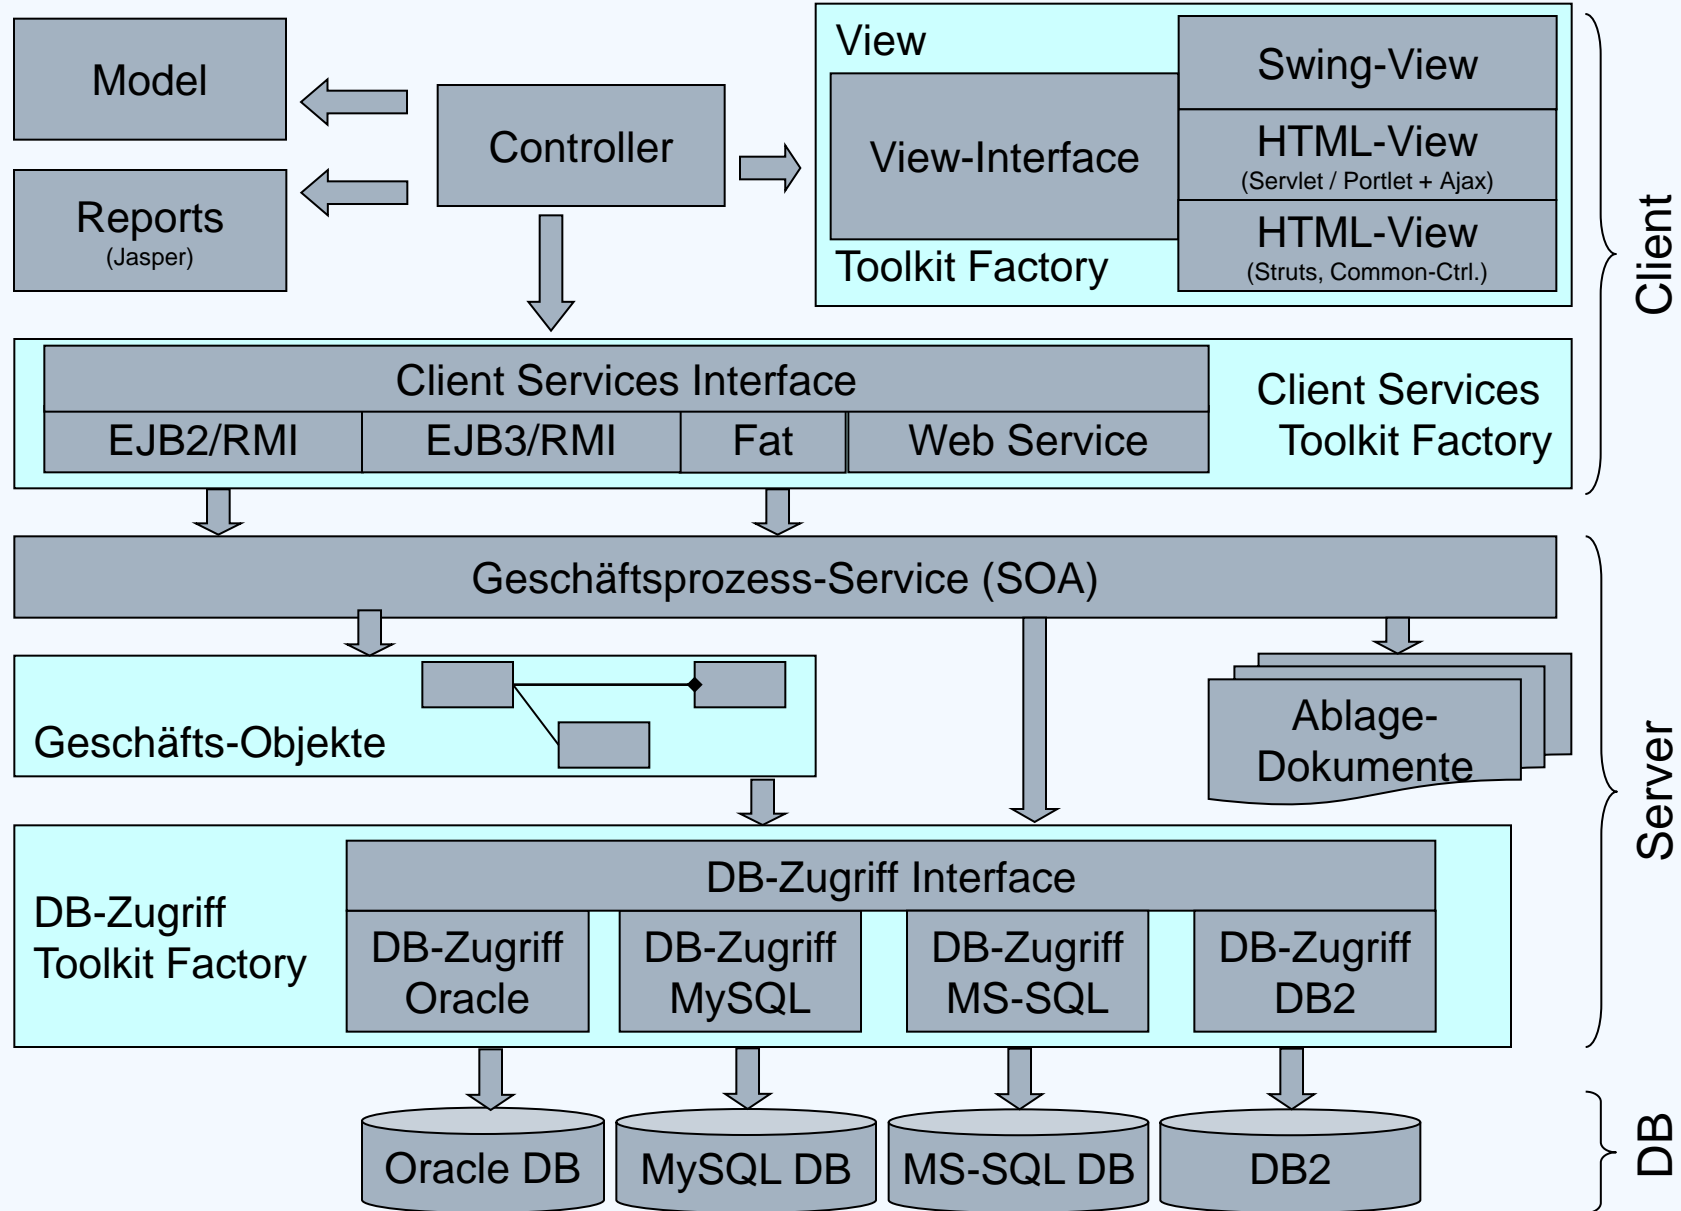 Model
Reports
(Jasper)
Controller
View
View-Interface
Toolkit Factory
Swing-View
HTML-View
(Servlet / Portlet + Ajax)
HTML-View
(Struts, Common-Ctrl.)
Client
Client Services Interface
EJB2/RMI
EJB3/RMI
Fat
Web Service
Client Services
Toolkit Factory
Geschäftsprozess-Service (SOA)
Geschäfts-Objekte
Ablage-
Dokumente
Server
DB-Zugriff
Toolkit Factory
DB-Zugriff Interface
DB-Zugriff
Oracle
DB-Zugriff
MySQL
DB-Zugriff
MS-SQL
DB-Zugriff
DB2
Oracle DB
MySQL DB
MS-SQL DB
DB2
DB